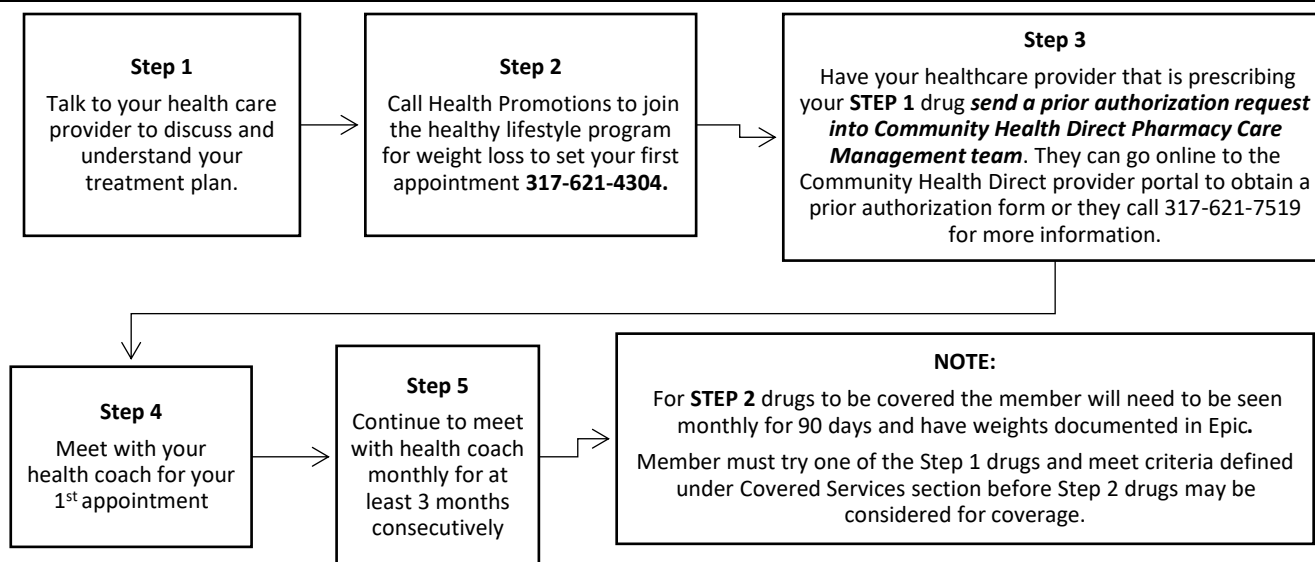 Step 1
Talk to your health care
provider to discuss and
understand your
treatment plan.
Step 2
Call Health Promotions to join
the healthy lifestyle program
for weight loss to set your first
appointment 317-621-4304.
Step 3
Have your healthcare provider that is prescribing
your STEP 1 drug send a prior authorization request
into Community Health Direct Pharmacy Care
Management team. They can go online to the
Community Health Direct provider portal to obtain a
prior authorization form or they call 317-621-7519
for more information.
Step 4
Meet with your
health coach for your
1st appointment
Step 5
Continue to meet
with health coach
monthly for at
least 3 months
consecutively
NOTE:
For STEP 2 drugs to be covered the member will need to be seen
monthly for 90 days and have weights documented in Epic.
Member must try one of the Step 1 drugs and meet criteria defined
under Covered Services section before Step 2 drugs may be
considered for coverage.